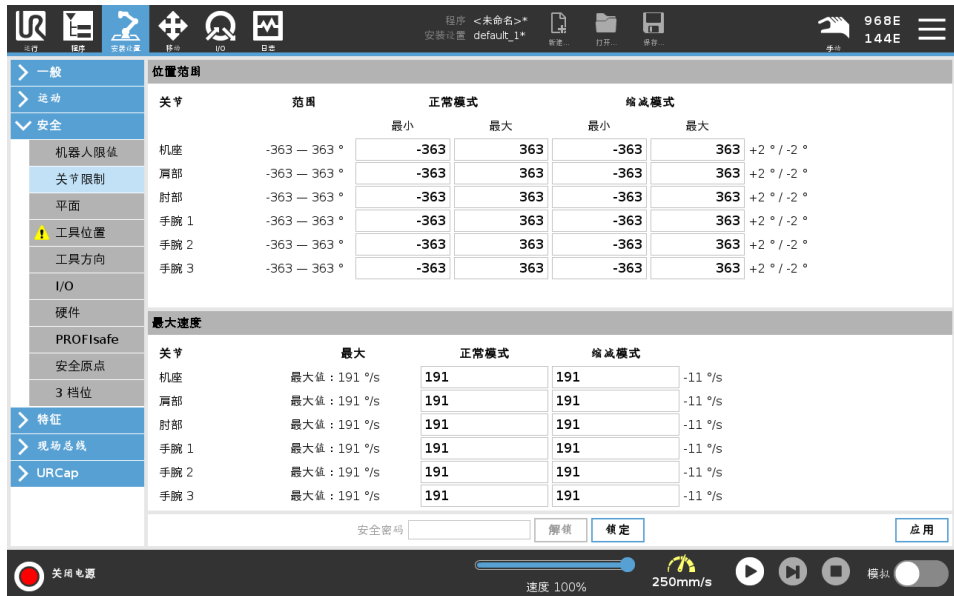 UR
程序 <未命名>*
安装设置 default_1*
968E
144E
运行 程序 安装设置 移动 I/O 日志 新建... 打开... 保存... 手动
一般
运动
安全
机器人限值
关节限制
平面
工具位置
工具方向
I/O
硬件
PROFIsafe
安全原点
3 档位
特征
现场总线
URCap
位置范围
关节 范围 正常模式 缩减模式
最小 最大 最小 最大
机座 -363 — 363 ° -363 363 -363 363 +2 ° / -2 °
肩部 -363 — 363 ° -363 363 -363 363 +2 ° / -2 °
肘部 -363 — 363 ° -363 363 -363 363 +2 ° / -2 °
手腕 1 -363 — 363 ° -363 363 -363 363 +2 ° / -2 °
手腕 2 -363 — 363 ° -363 363 -363 363 +2 ° / -2 °
手腕 3 -363 — 363 ° -363 363 -363 363 +2 ° / -2 °
最大速度
关节 最大 正常模式 缩减模式
机座 最大值：191 °/s 191 191 -11 °/s
肩部 最大值：191 °/s 191 191 -11 °/s
肘部 最大值：191 °/s 191 191 -11 °/s
手腕 1 最大值：191 °/s 191 191 -11 °/s
手腕 2 最大值：191 °/s 191 191 -11 °/s
手腕 3 最大值：191 °/s 191 191 -11 °/s
安全密码 解锁 锁定 应用
关闭电源
速度 100%
250mm/s
模拟